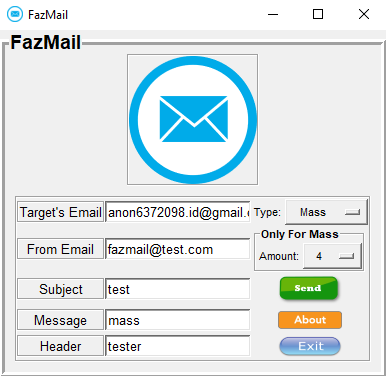 FazMail
FazMail
Target's Email anon6372098.id@gmail.c Type: Mass
Only For Mass
From Email fazmail@test.com Amount: 4
Subject test Send
Message mass About
Header tester Exit